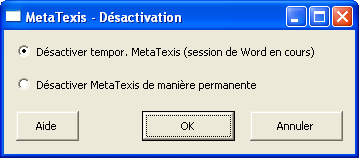 MetaTexis - Désactivation
Désactiver tempor. MetaTexis (session de Word en cours)
Désactiver MetaTexis de manière permanente
Aide
OK
Annuler